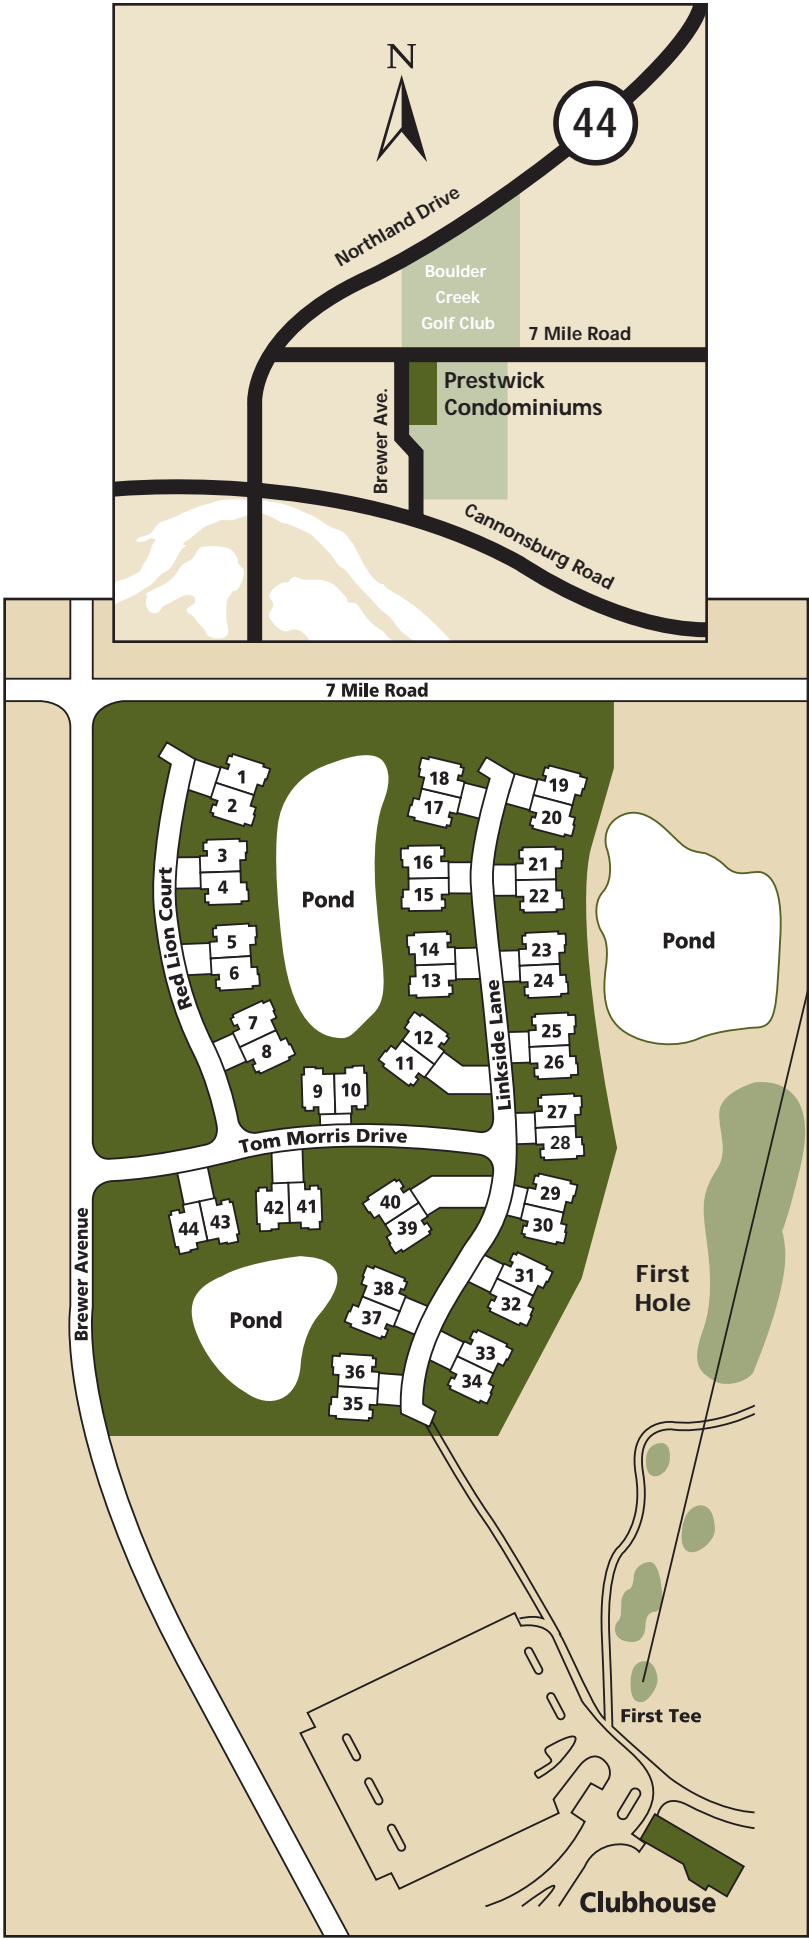 N
44
Northland Drive
Boulder
Creek
Golf Club
7 Mile Road
Prestwick
Condominiums
Brewer Ave.
Cannonsburg Road
7 Mile Road
1
2
3
4
5
6
7
8
9 10
Red Lion Court
Pond
18
17
16
15
14
13
12
11
19
20
21
22
23
24
25
26
27
28
Linkside Lane
Pond
Tom Morris Drive
44 43
42 41
40
39
29
30
31
32
33
34
38
37
36
35
Pond
Brewer Avenue
First
Hole
First Tee
Clubhouse